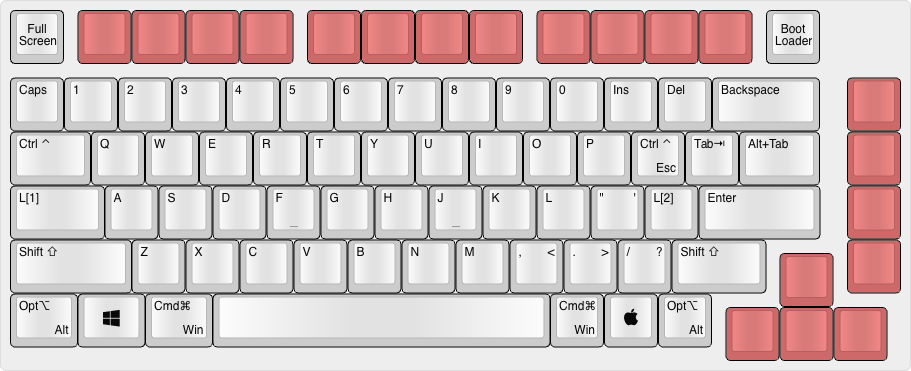 Full Screen
Boot Loader
Caps 1 2 3 4 5 6 7 8 9 0 Ins Del Backspace
Ctrl ^ Q W E R T Y U I O P Ctrl ^ Esc Tab⇥ Alt+Tab
L[1] A S D F _ G H J _ K L " ' L[2] Enter
Shift ⇧ Z X C V B N M , < . > / ? Shift ⇧
Opt⌥ Alt Cmd⌘ Win Cmd⌘ Win Opt⌥ Alt